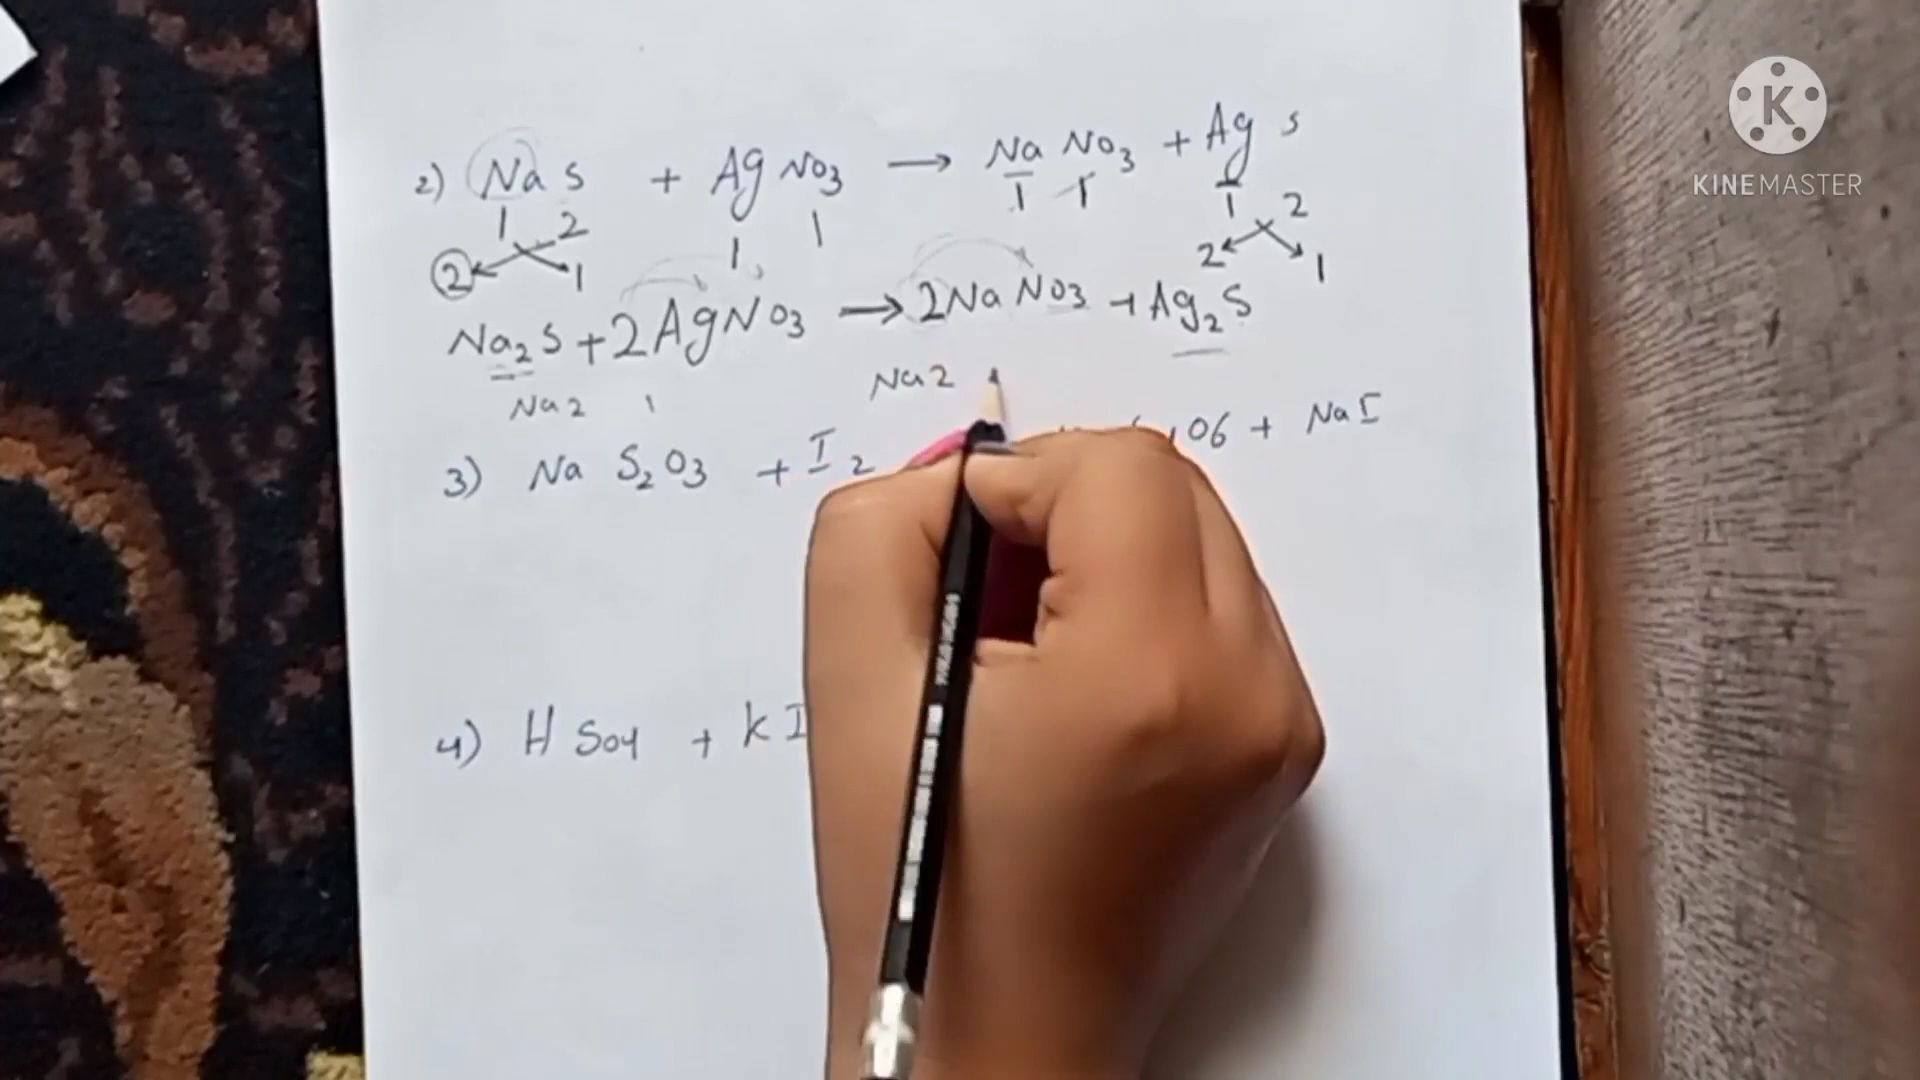 K
KINEMASTER
2) Na S + Ag NO3 → Na NO3 + Ag S
1 2 1 1 1 1 1 2
2 1 2 1
Na2S + 2AgNO3 → 2NaNO3 + Ag2S
Na2 1 Na2
3) Na S2O3 + I2 O6 + NaI
4) H SO4 + KI